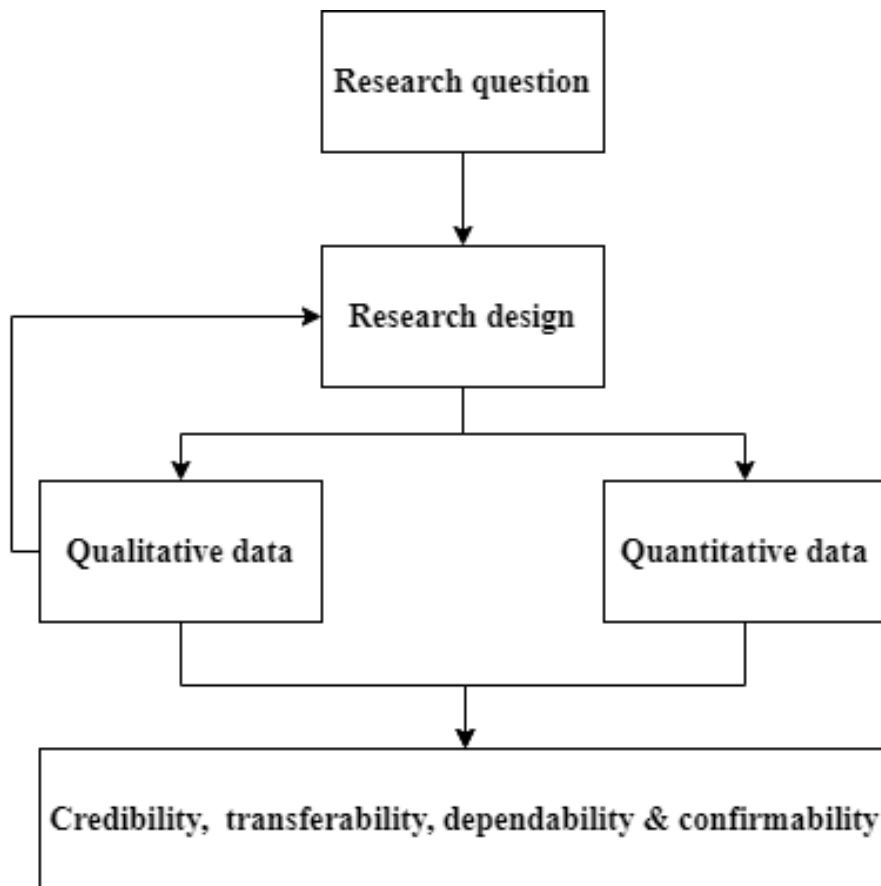 Research question
Research design
Qualitative data
Quantitative data
Credibility, transferability, dependability & confirmability